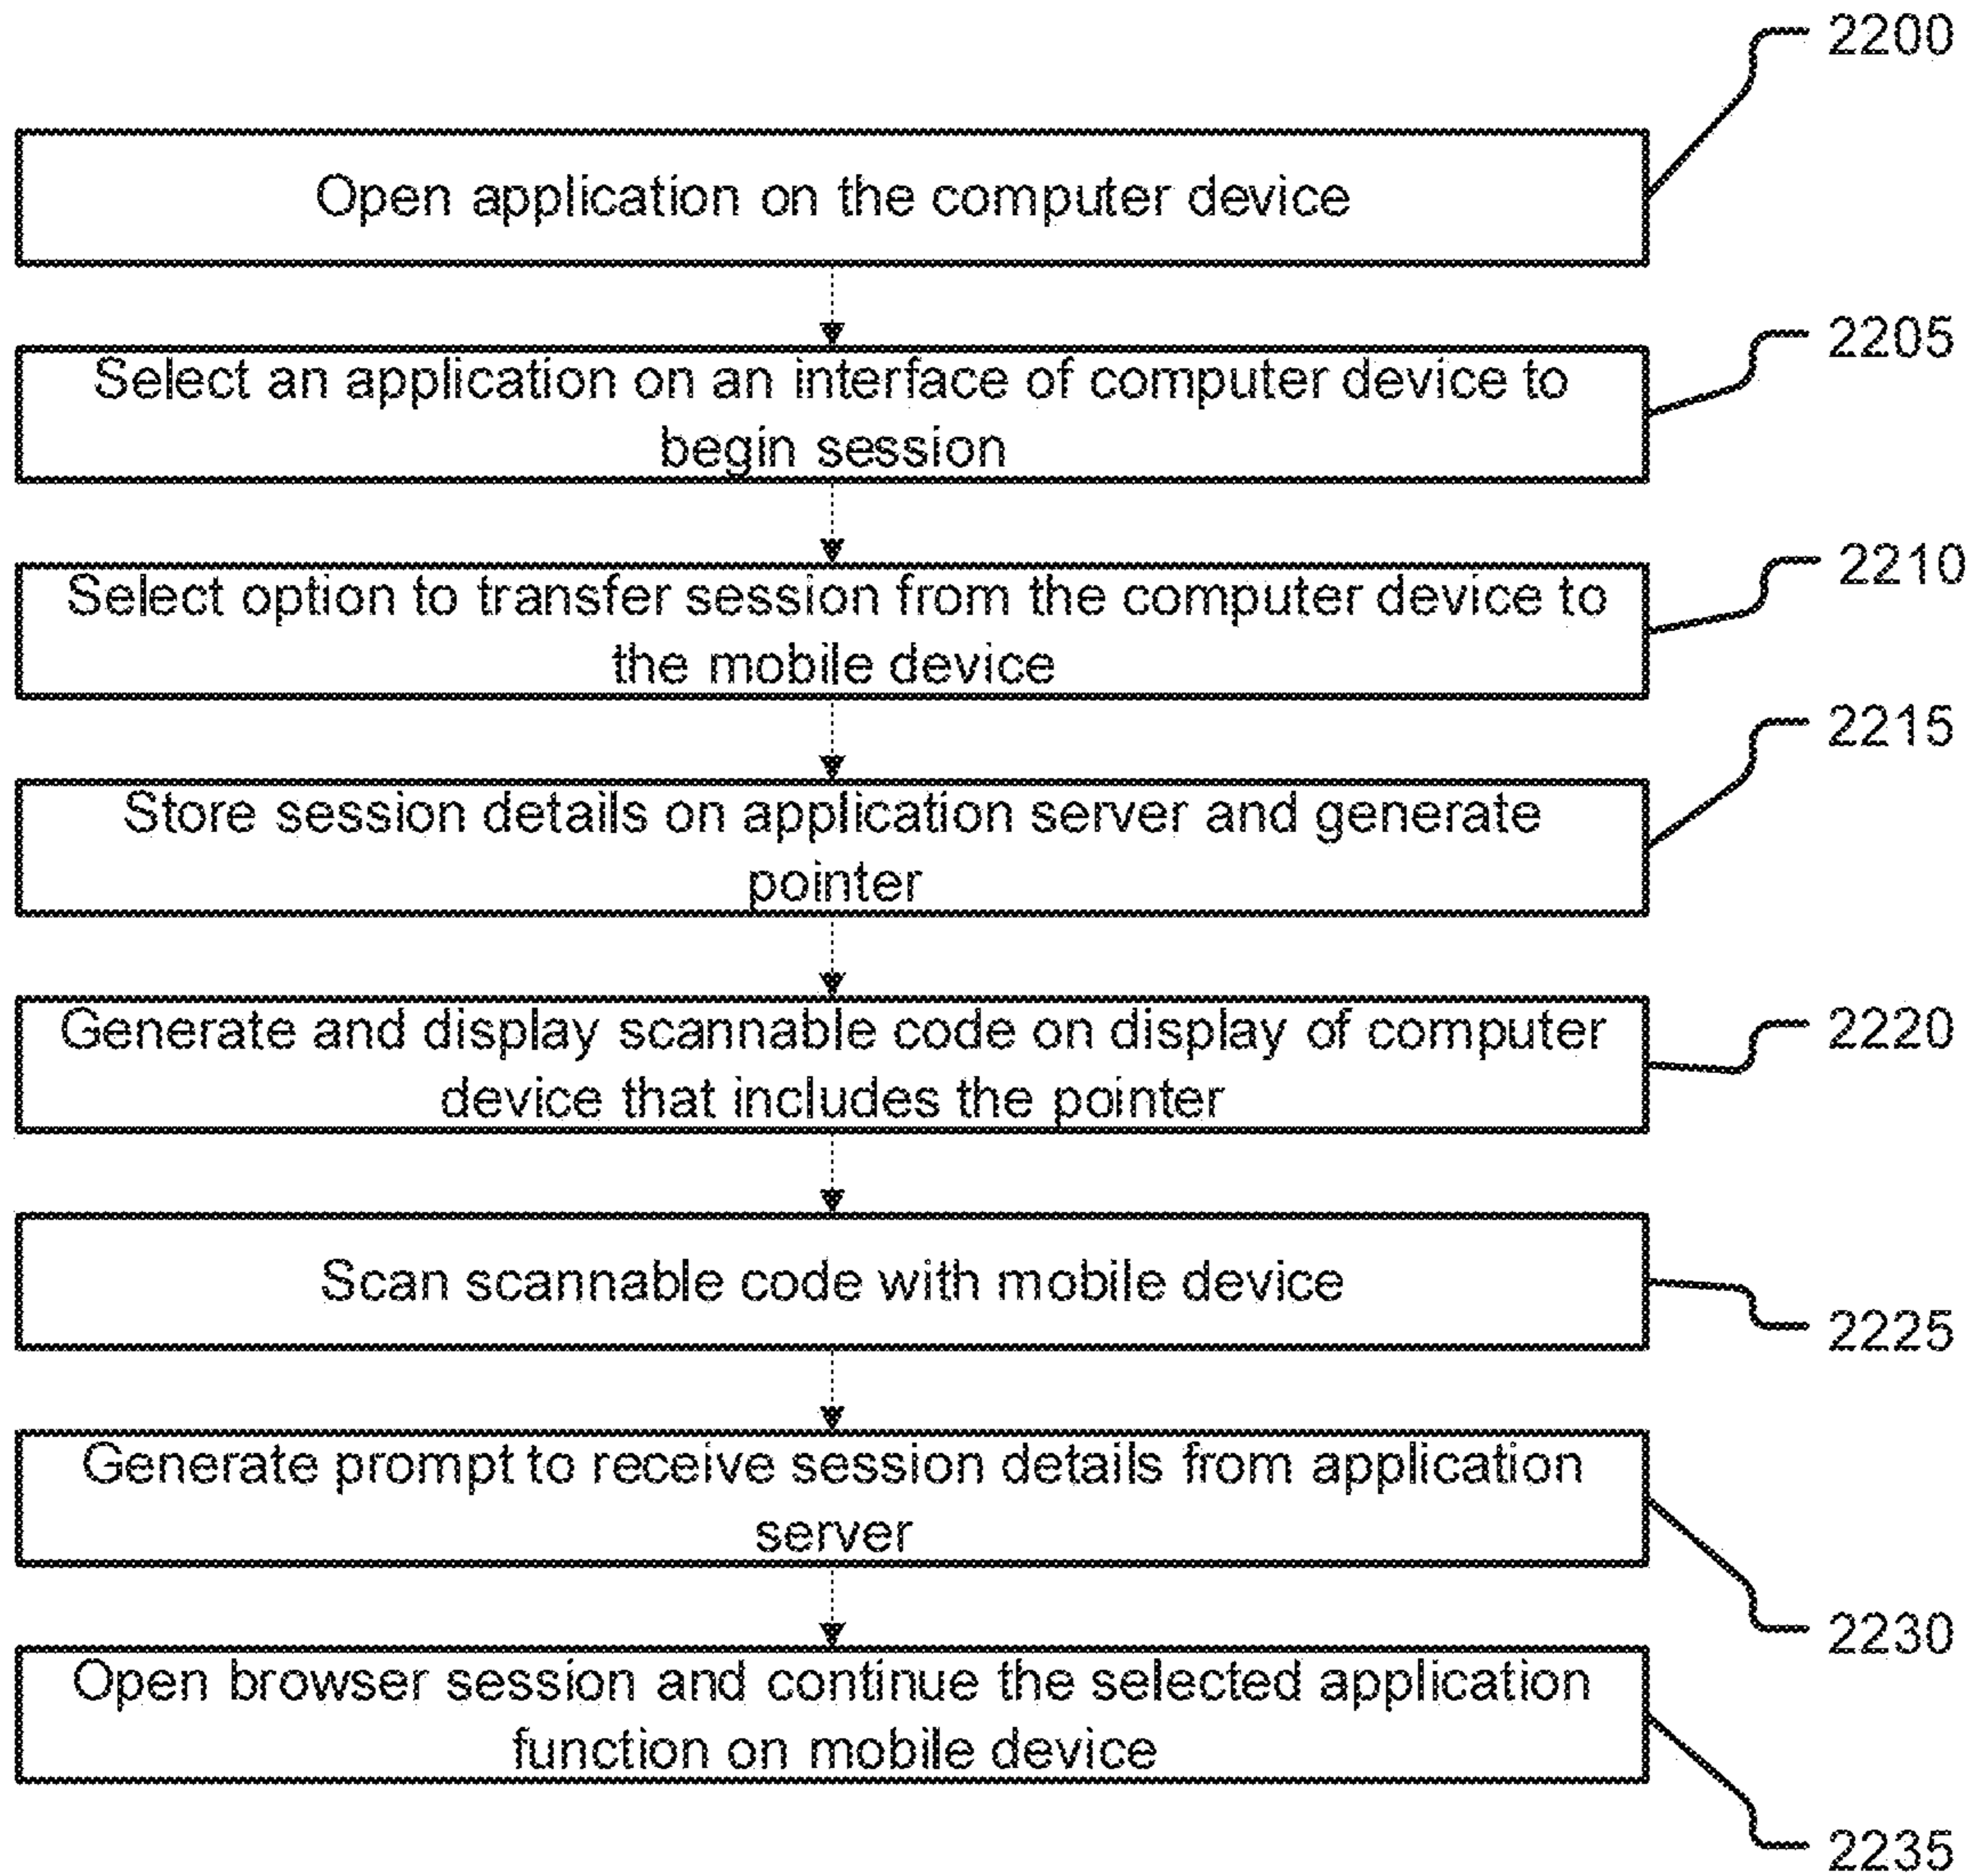 2200
Open application on the computer device
2205
Select an application on an interface of computer device to
begin session
2210
Select option to transfer session from the computer device to
the mobile device
2215
Store session details on application server and generate
pointer
2220
Generate and display scannable code on display of computer
device that includes the pointer
Scan scannable code with mobile device
2225
Generate prompt to receive session details from application
server
2230
Open browser session and continue the selected application
function on mobile device
2235